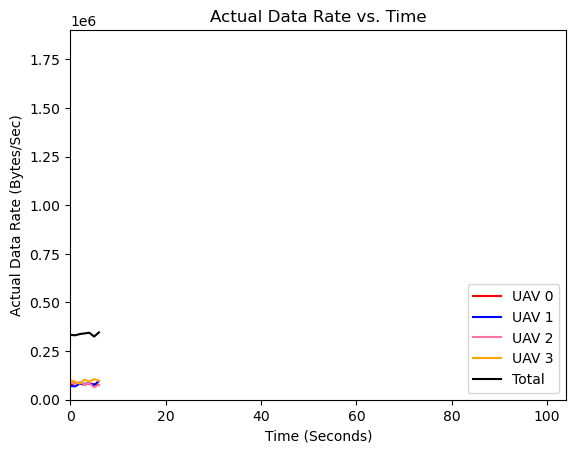 Actual Data Rate vs. Time
1e6
1.75
1.50
1.25
1.00
0.75
0.50
0.25
0.00
Actual Data Rate (Bytes/Sec)
0 20 40 60 80 100
Time (Seconds)
UAV 0
UAV 1
UAV 2
UAV 3
Total